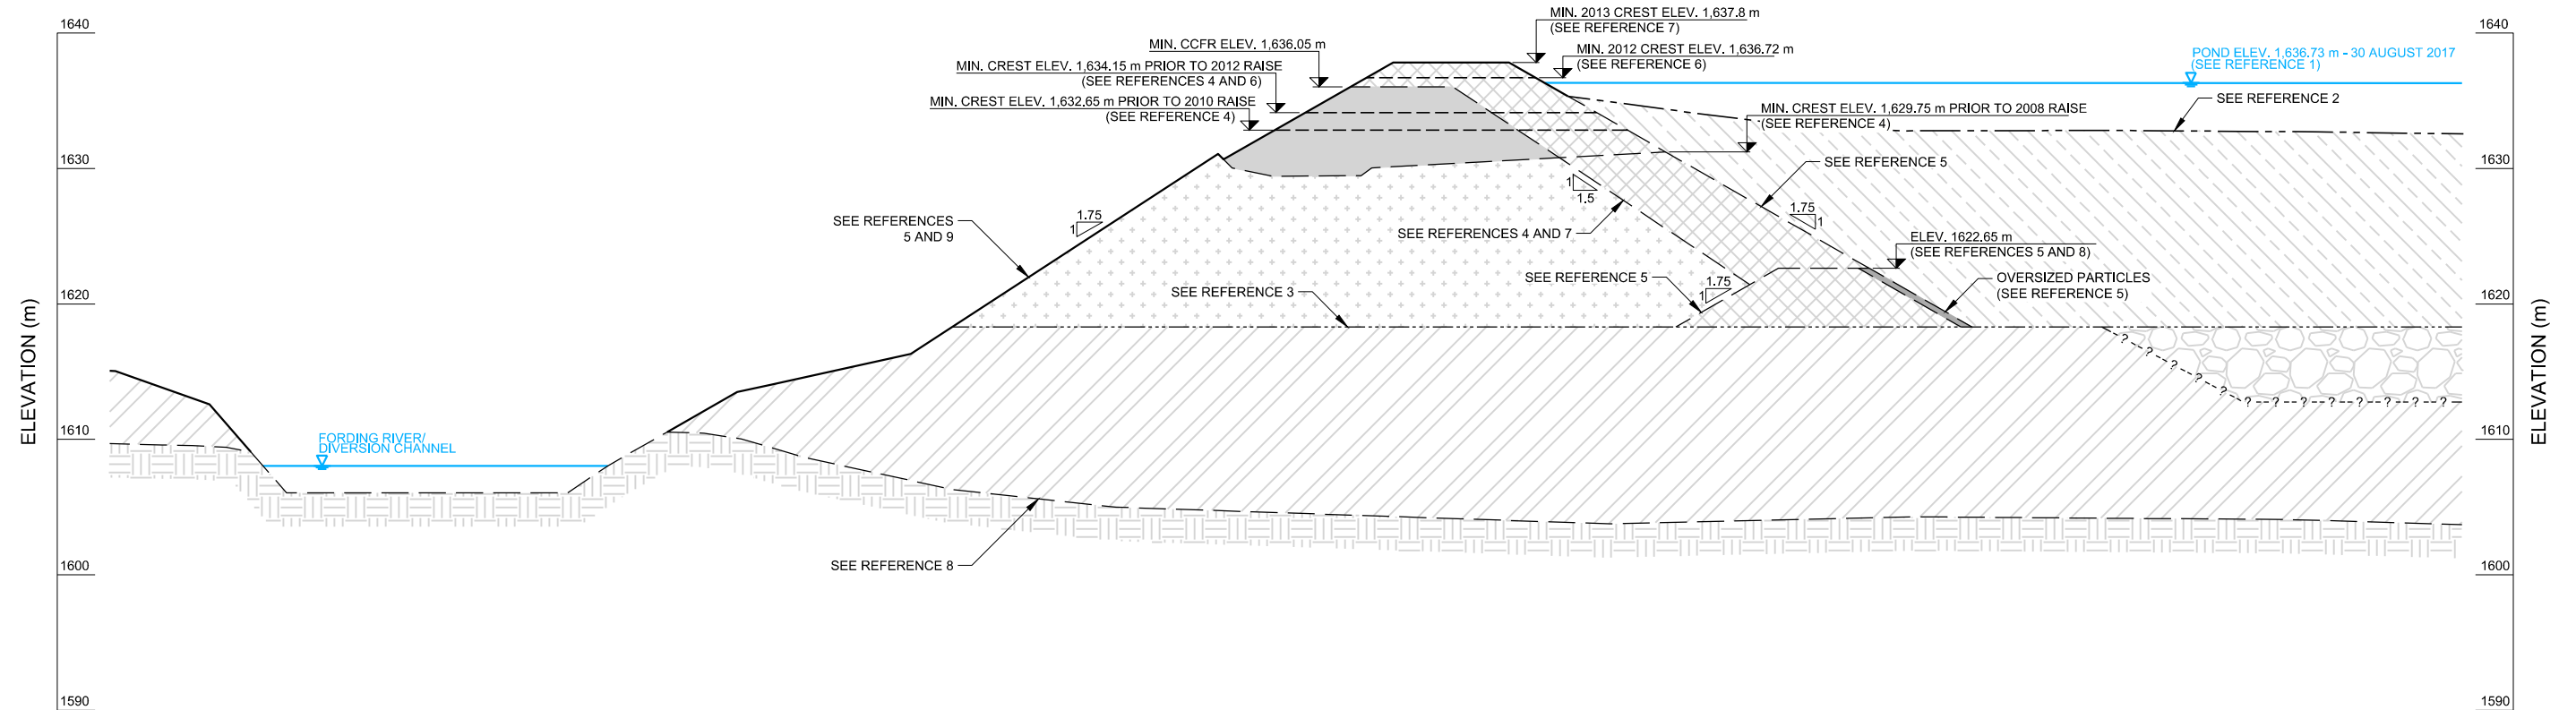 1640
1630
1620
1610
1600
1590
ELEVATION (m)
MIN. 2013 CREST ELEV. 1,637.8 m
(SEE REFERENCE 7)
MIN. CCFR ELEV. 1,636.05 m
MIN. 2012 CREST ELEV. 1,636.72 m
(SEE REFERENCE 6)
MIN. CREST ELEV. 1,634.15 m PRIOR TO 2012 RAISE
(SEE REFERENCES 4 AND 6)
MIN. CREST ELEV. 1,632.65 m PRIOR TO 2010 RAISE
(SEE REFERENCE 4)
POND ELEV. 1,636.73 m - 30 AUGUST 2017
(SEE REFERENCE 1)
SEE REFERENCE 2
MIN. CREST ELEV. 1,629.75 m PRIOR TO 2008 RAISE
(SEE REFERENCE 4)
SEE REFERENCE 5
1
1.5
1.75
1
SEE REFERENCES
5 AND 9
1.75
1
SEE REFERENCES 4 AND 7
ELEV. 1622.65 m
(SEE REFERENCES 5 AND 8)
SEE REFERENCE 5
1.75
1
OVERSIZED PARTICLES
(SEE REFERENCE 5)
SEE REFERENCE 3
? ? ? ? ? ? ? ? ? ? ? ?
FORDING RIVER/
DIVERSION CHANNEL
SEE REFERENCE 8
1640
1630
1620
1610
1600
1590
ELEVATION (m)